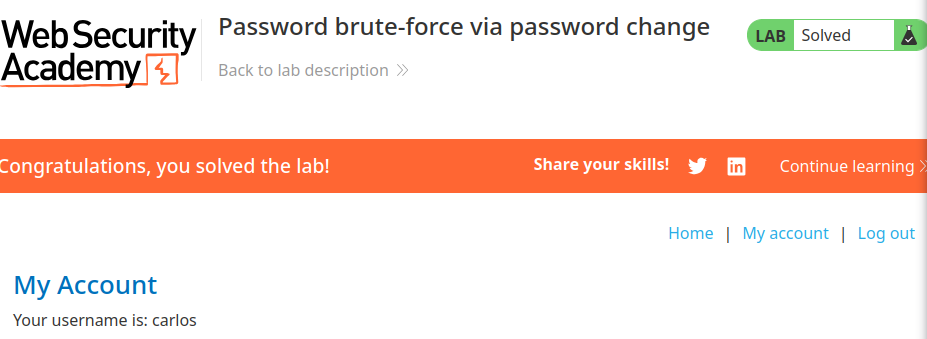 Web Security
Academy
Password brute-force via password change
Back to lab description
LAB Solved
Congratulations, you solved the lab!
Share your skills!
Continue learning
Home | My account | Log out
My Account
Your username is: carlos